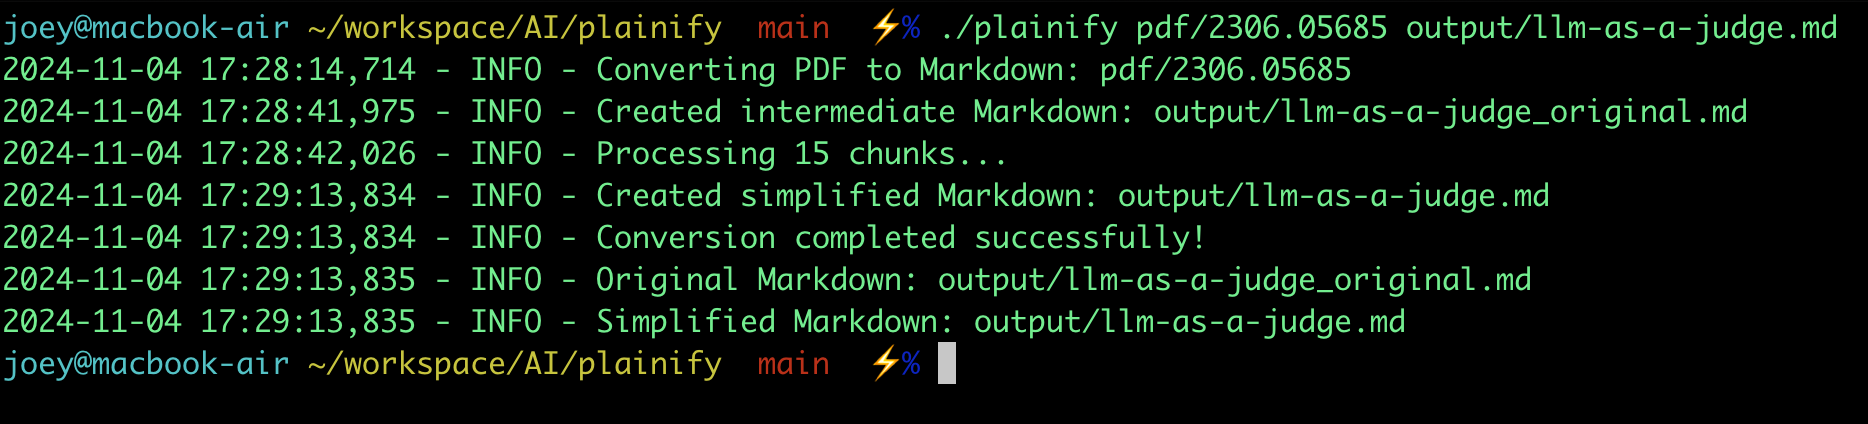 joey@macbook-air ~/workspace/AI/plainify  main  ⚡% ./plainify pdf/2306.05685 output/llm-as-a-judge.md
2024-11-04 17:28:14,714 - INFO - Converting PDF to Markdown: pdf/2306.05685
2024-11-04 17:28:41,975 - INFO - Created intermediate Markdown: output/llm-as-a-judge_original.md
2024-11-04 17:28:42,026 - INFO - Processing 15 chunks...
2024-11-04 17:29:13,834 - INFO - Created simplified Markdown: output/llm-as-a-judge.md
2024-11-04 17:29:13,834 - INFO - Conversion completed successfully!
2024-11-04 17:29:13,835 - INFO - Original Markdown: output/llm-as-a-judge_original.md
2024-11-04 17:29:13,835 - INFO - Simplified Markdown: output/llm-as-a-judge.md
joey@macbook-air ~/workspace/AI/plainify  main  ⚡%